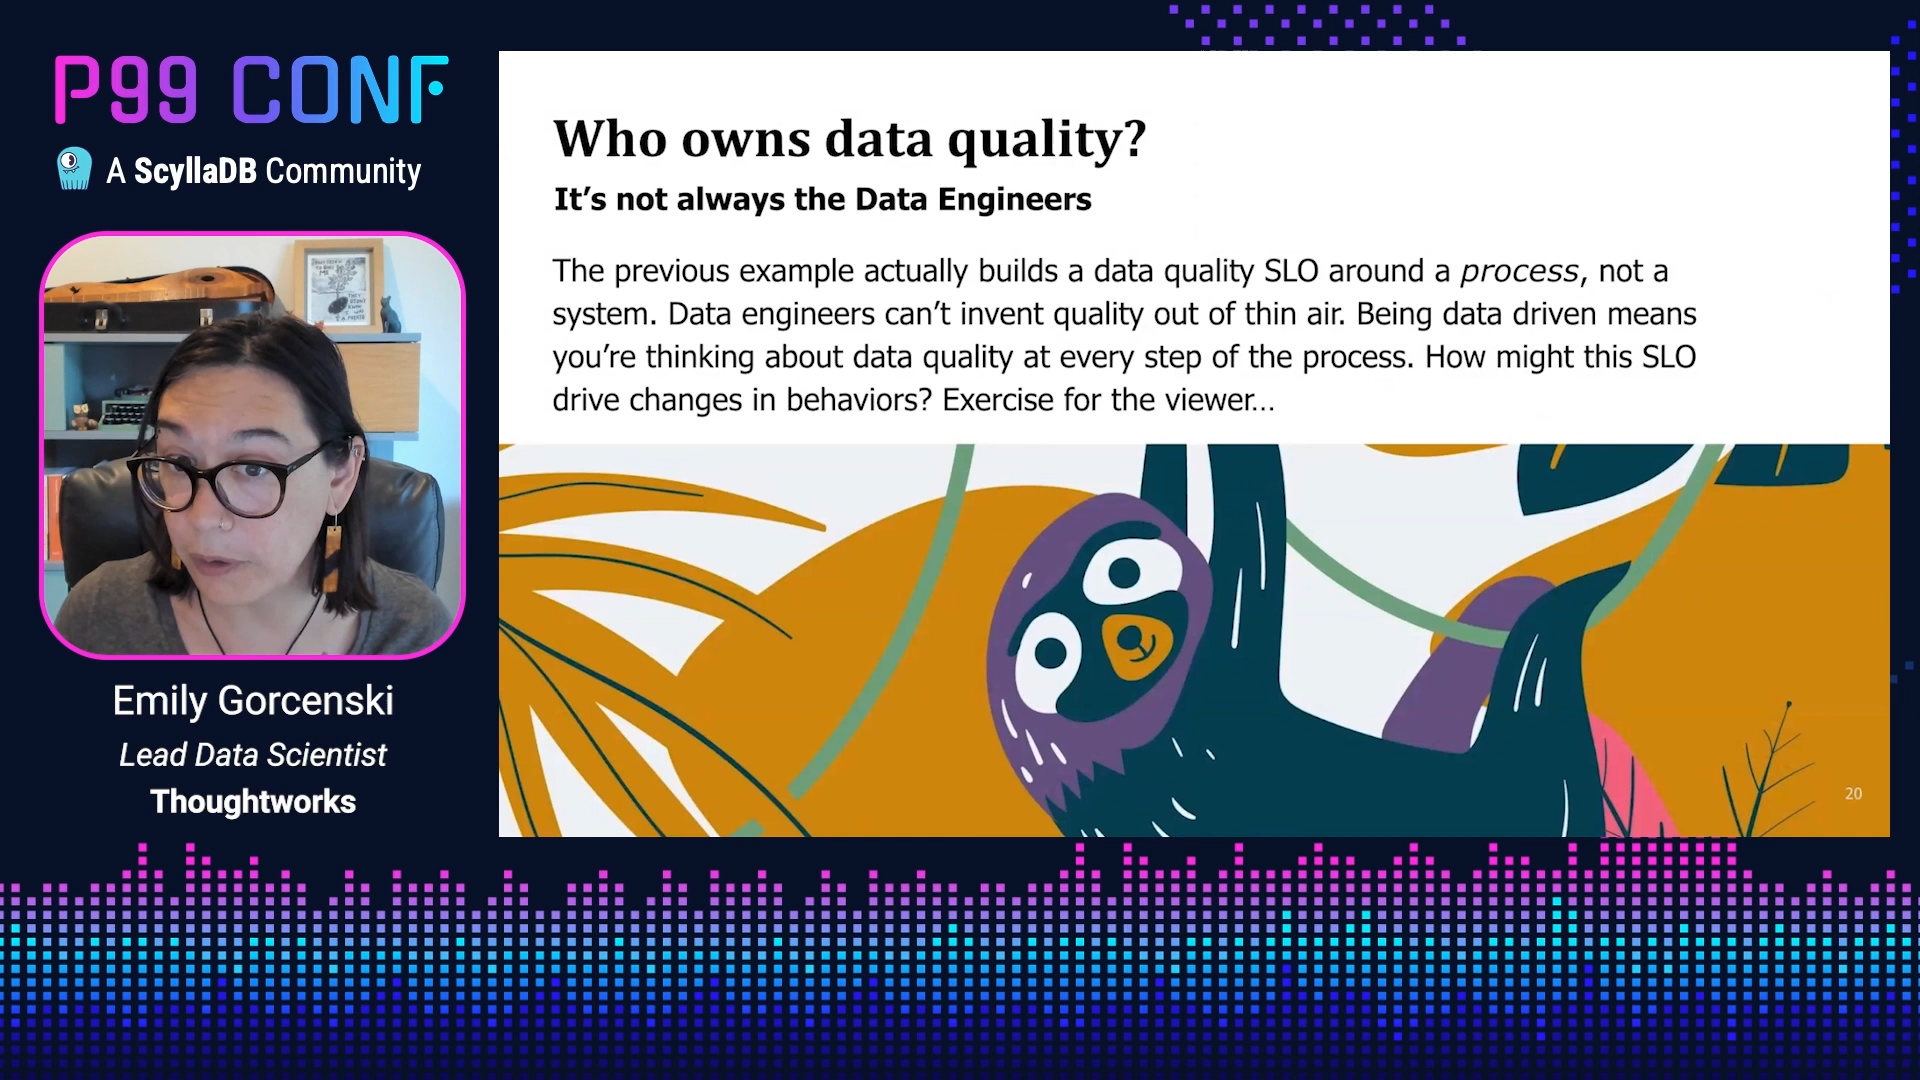 P99 CONF
A ScyllaDB Community
Emily Gorcenski
Lead Data Scientist
Thoughtworks
Who owns data quality?
It’s not always the Data Engineers
The previous example actually builds a data quality SLO around a process, not a
system. Data engineers can’t invent quality out of thin air. Being data driven means
you’re thinking about data quality at every step of the process. How might this SLO
drive changes in behaviors? Exercise for the viewer...
20